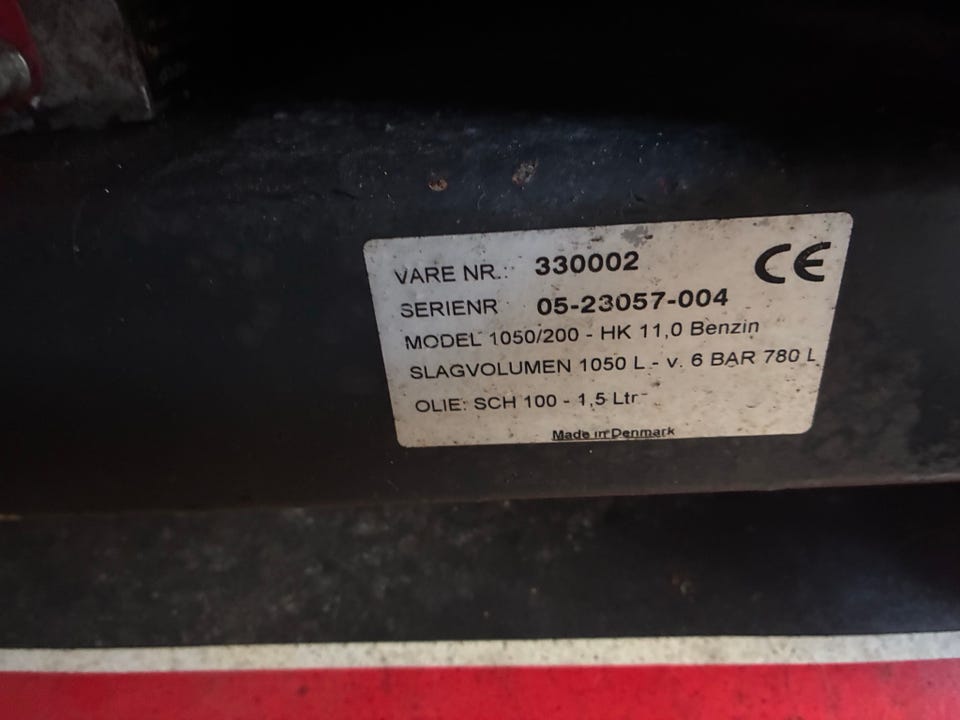 VARE NR.: 330002 CE
SERIENR 05-23057-004
MODEL 1050/200 - HK 11,0 Benzin
SLAGVOLUMEN 1050 L - v. 6 BAR 780 L
OLIE: SCH 100 - 1,5 Ltr
Made in Denmark